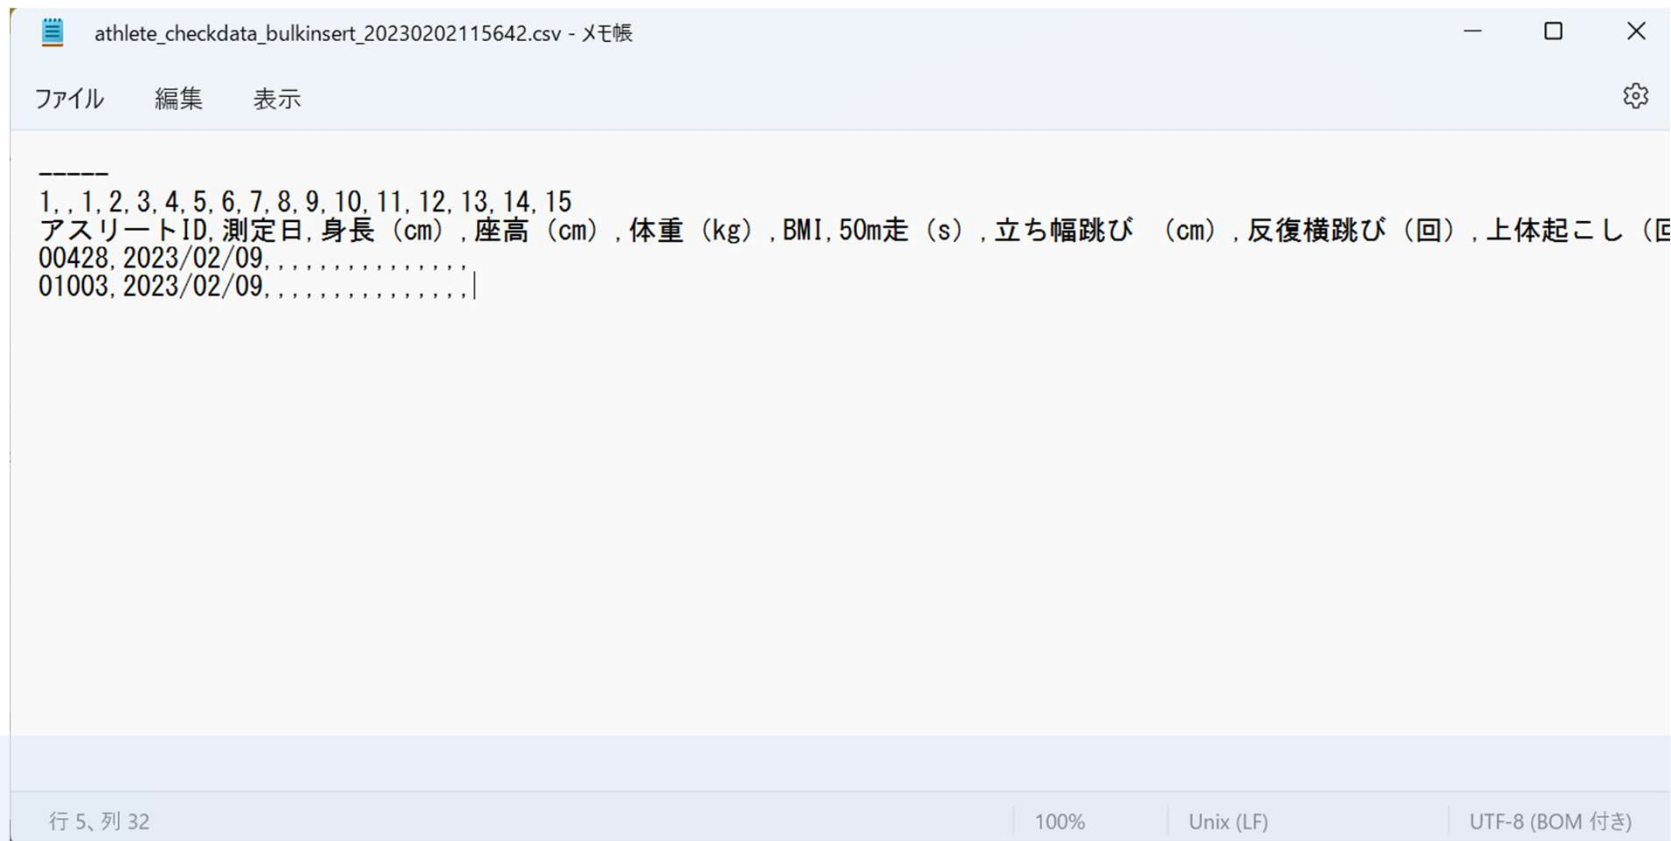 athlete_checkdata_bulkinsert_20230202115642.csv - メモ帳
ファイル 編集 表示
-----
1,,1,2,3,4,5,6,7,8,9,10,11,12,13,14,15
アスリートID,測定日,身長（cm）,座高（cm）,体重（kg）,BMI,50m走（s）,立ち幅跳び　（cm）,反復横跳び（回）,上体起こし（
00428,2023/02/09,,,,,,,,,,,,,,,
01003,2023/02/09,,,,,,,,,,,,,,,
行 5、列 32 100% Unix (LF) UTF-8 (BOM 付き)